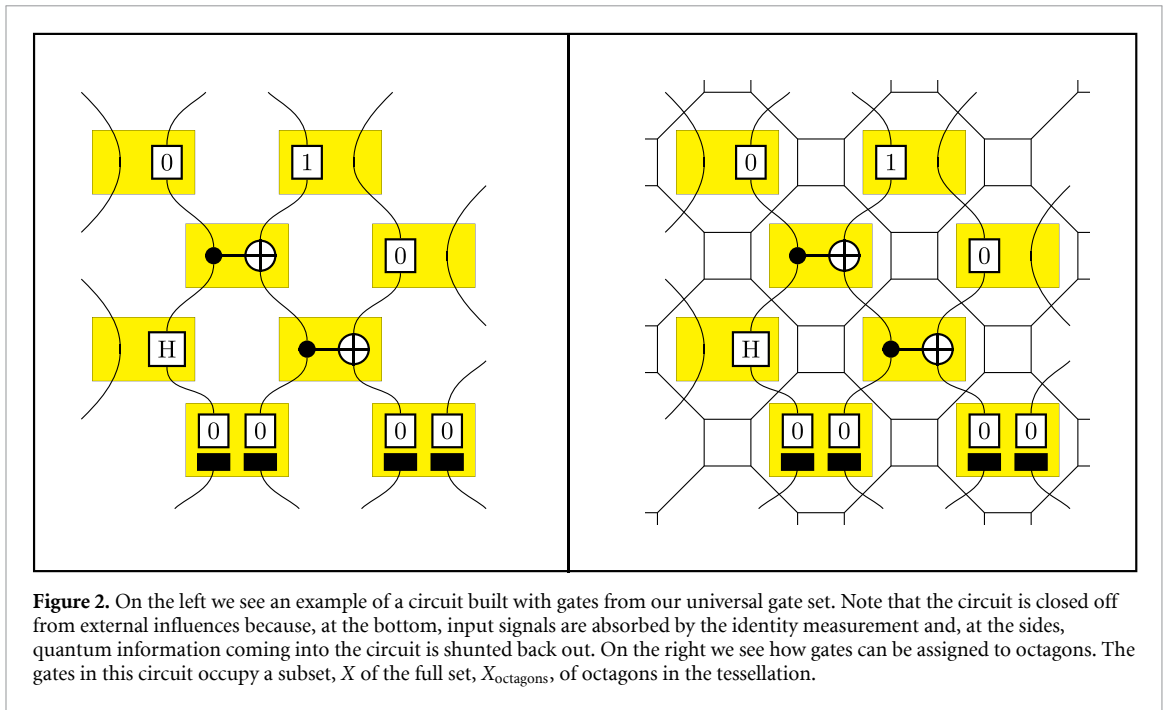 0 1 0 1
0 0
H H
0 0 0 0 0 0 0 0
Figure 2. On the left we see an example of a circuit built with gates from our universal gate set. Note that the circuit is closed off
from external influences because, at the bottom, input signals are absorbed by the identity measurement and, at the sides,
quantum information coming into the circuit is shunted back out. On the right we see how gates can be assigned to octagons. The
gates in this circuit occupy a subset, X of the full set, Xoctagons, of octagons in the tessellation.